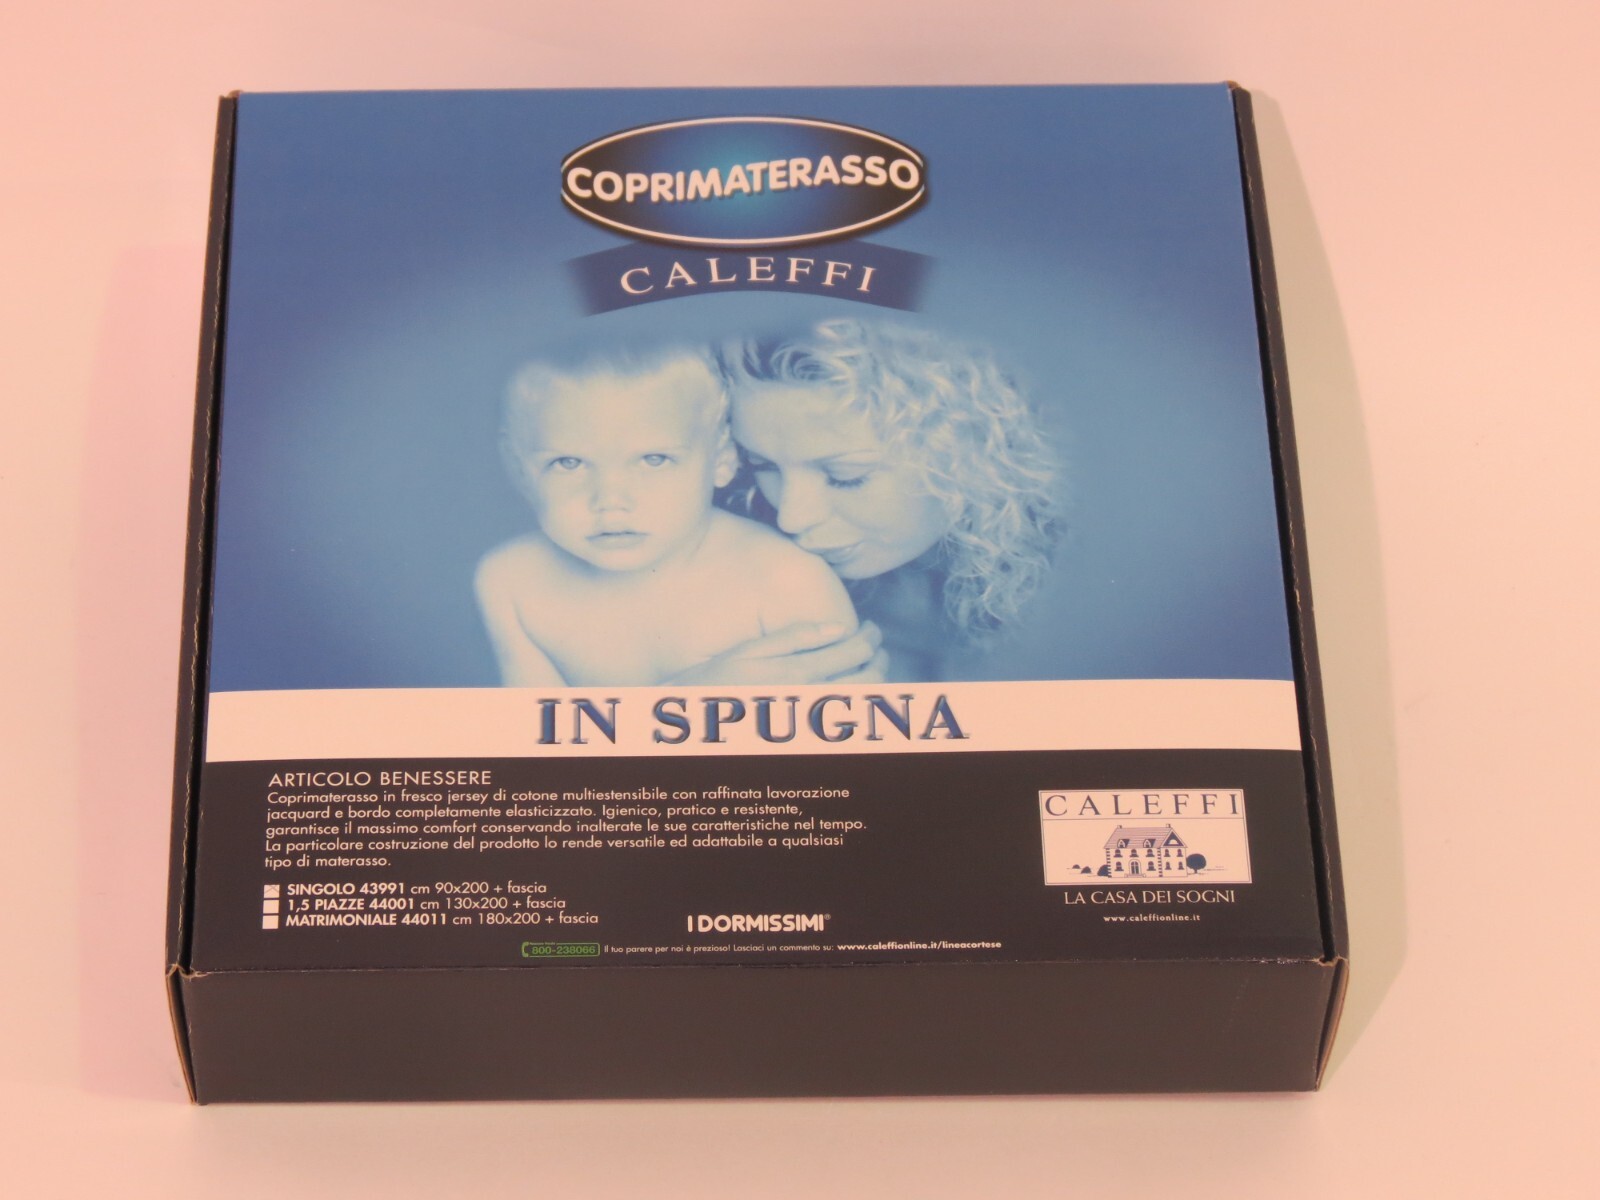 COPRIMATERASSO
CALEFFI
IN SPUGNA
ARTICOLO BENESSERE
Coprimaterasso in fresco jersey di cotone multiestensibile con raffinata lavorazione
jacquard e bordo completamente elasticizzato. Igienico, pratico e resistente,
garantisce il massimo comfort conservando inalterate le sue caratteristiche nel tempo.
La particolare costruzione del prodotto lo rende versatile ed adattabile a qualsiasi
tipo di materasso.
SINGOLO 43991 cm 90x200 + fascia
1,5 PIAZZE 44001 cm 130x200 + fascia
MATRIMONIALE 44011 cm 180x200 + fascia
I DORMISSIMI®
800-238066 Il tuo parere per noi è prezioso! Lasciaci un commento su: www.caleffionline.it/lineacortese
CALEFFI
LA CASA DEI SOGNI
www.caleffionline.it